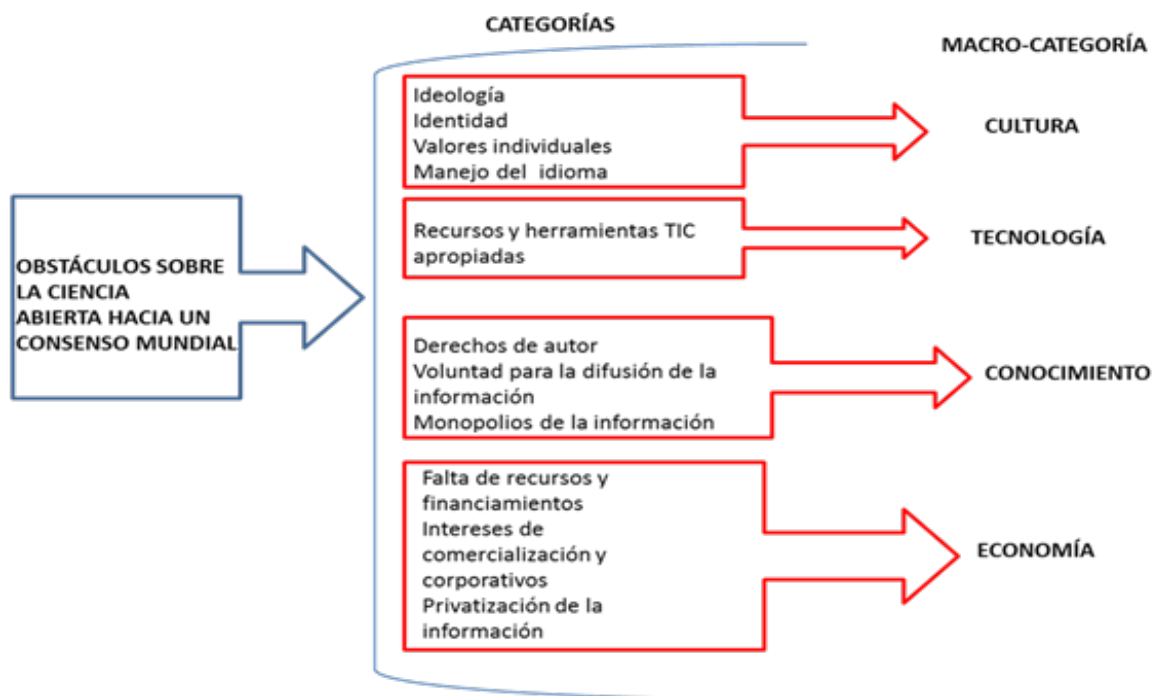 CATEGORÍAS
MACRO-CATEGORÍA
OBSTÁCULOS SOBRE
LA CIENCIA
ABIERTA HACIA UN
CONSENSO MUNDIAL
Ideología
Identidad
Valores individuales
Manejo del idioma
CULTURA
Recursos y herramientas TIC
apropiadas
TECNOLOGÍA
Derechos de autor
Voluntad para la difusión de la
información
Monopolios de la información
CONOCIMIENTO
Falta de recursos y
financiamientos
Intereses de
comercialización y
corporativos
Privatización de la
información
ECONOMÍA